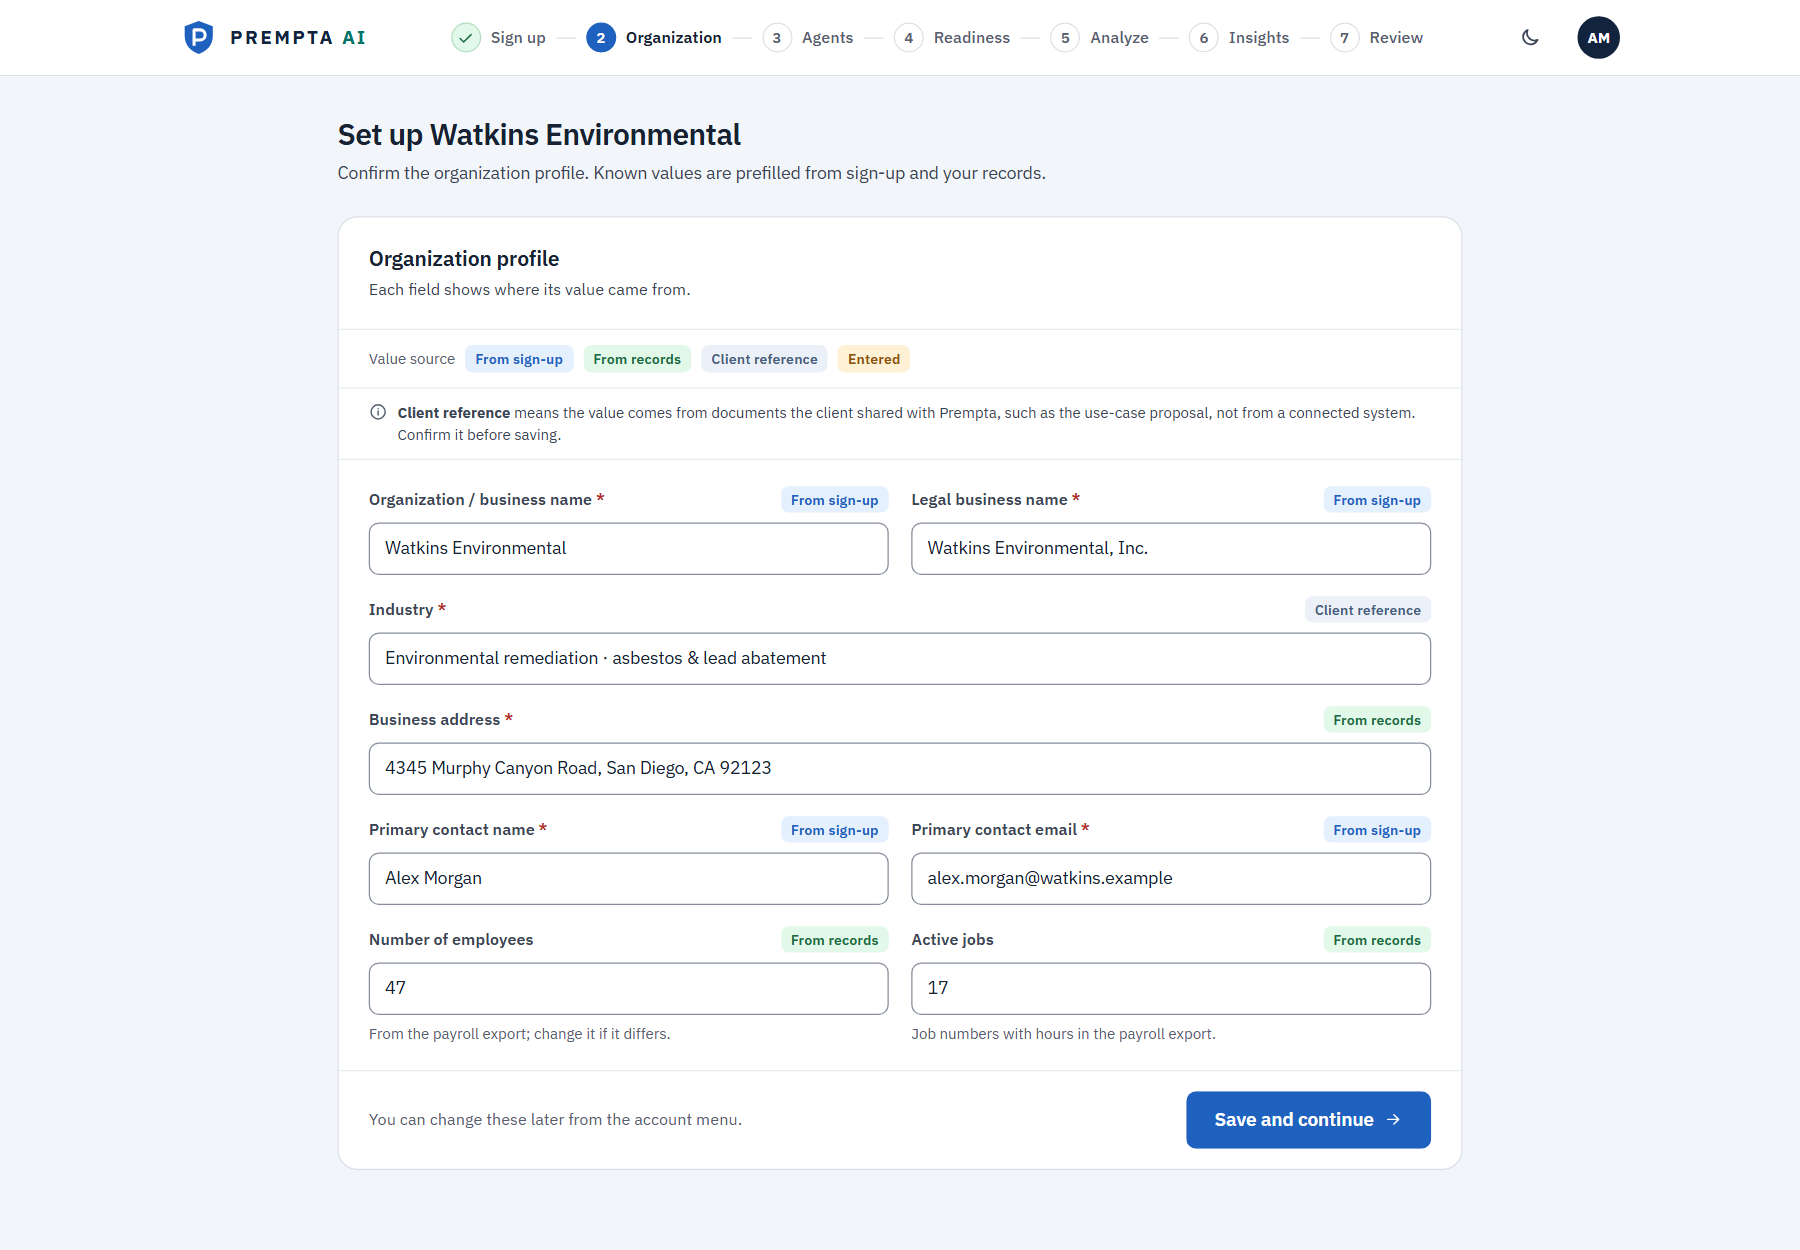 PREMPTA AI
Sign up
2 Organization
3 Agents
4 Readiness
5 Analyze
6 Insights
7 Review
AM
Set up Watkins Environmental
Confirm the organization profile. Known values are prefilled from sign-up and your records.
Organization profile
Each field shows where its value came from.
Value source From sign-up From records Client reference Entered
Client reference means the value comes from documents the client shared with Prempta, such as the use-case proposal, not from a connected system.
Confirm it before saving.
Organization / business name * From sign-up
Watkins Environmental
Legal business name * From sign-up
Watkins Environmental, Inc.
Industry * Client reference
Environmental remediation · asbestos & lead abatement
Business address * From records
4345 Murphy Canyon Road, San Diego, CA 92123
Primary contact name * From sign-up
Alex Morgan
Primary contact email * From sign-up
alex.morgan@watkins.example
Number of employees From records
47
From the payroll export; change it if it differs.
Active jobs From records
17
Job numbers with hours in the payroll export.
You can change these later from the account menu.
Save and continue →